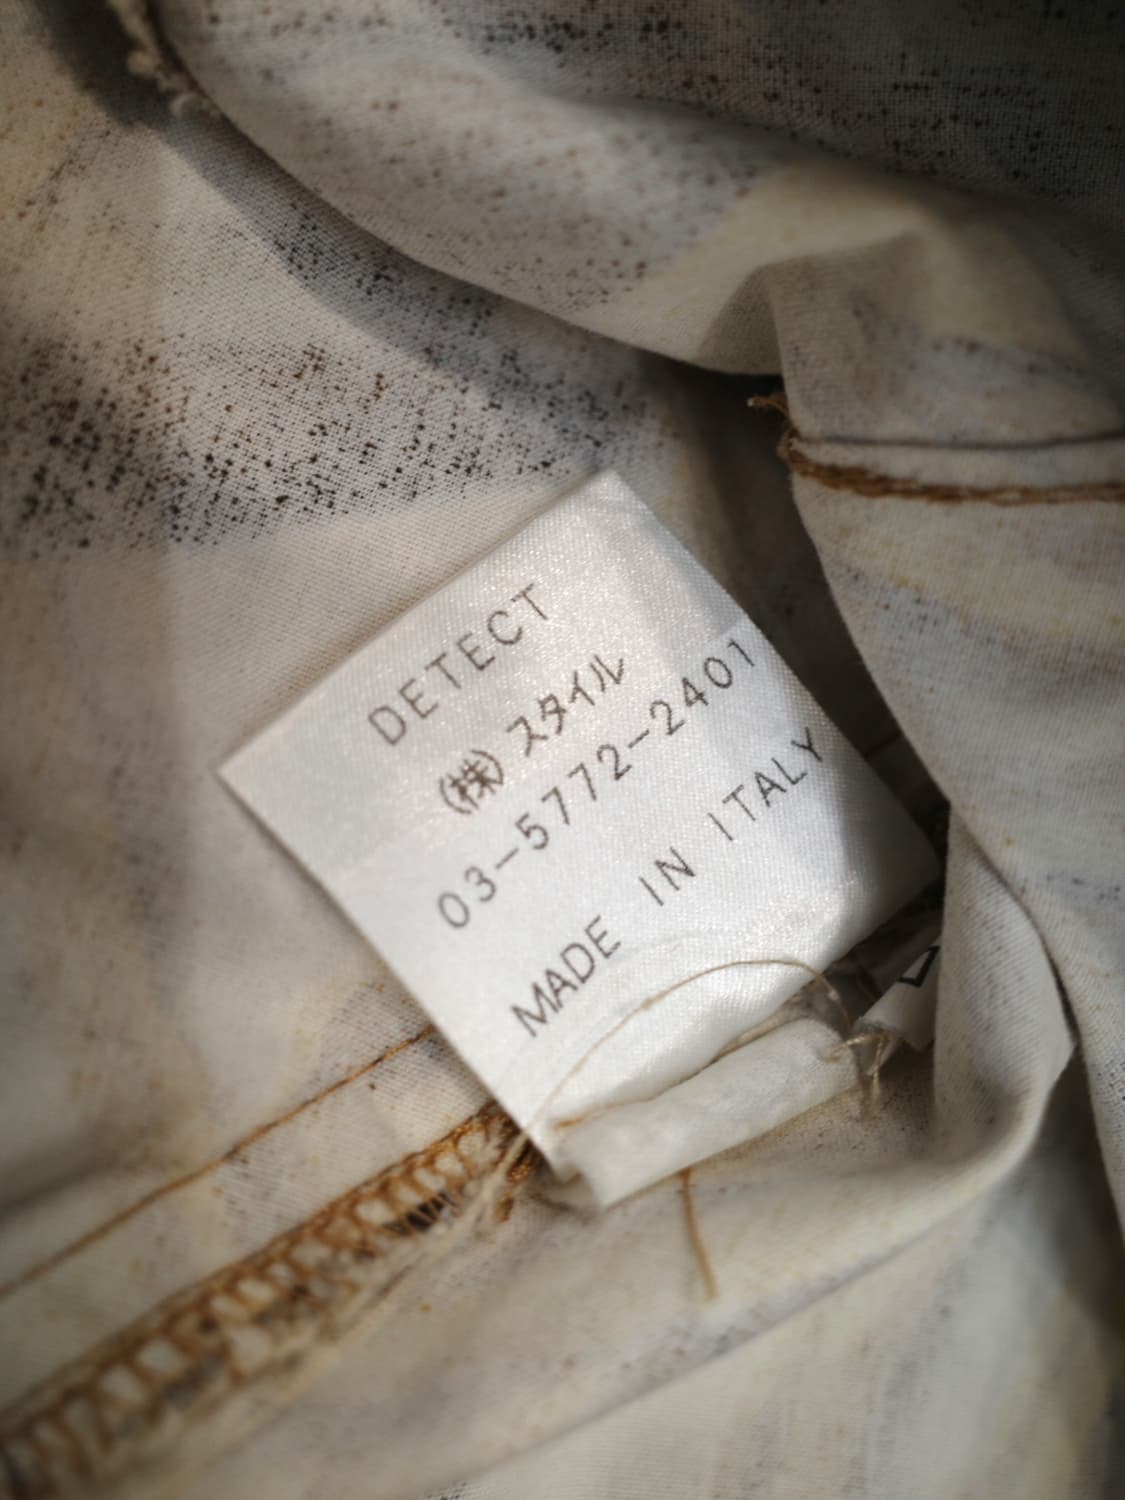 DETECT
㈱スタイル
03-5772-2401
MADE IN ITALY